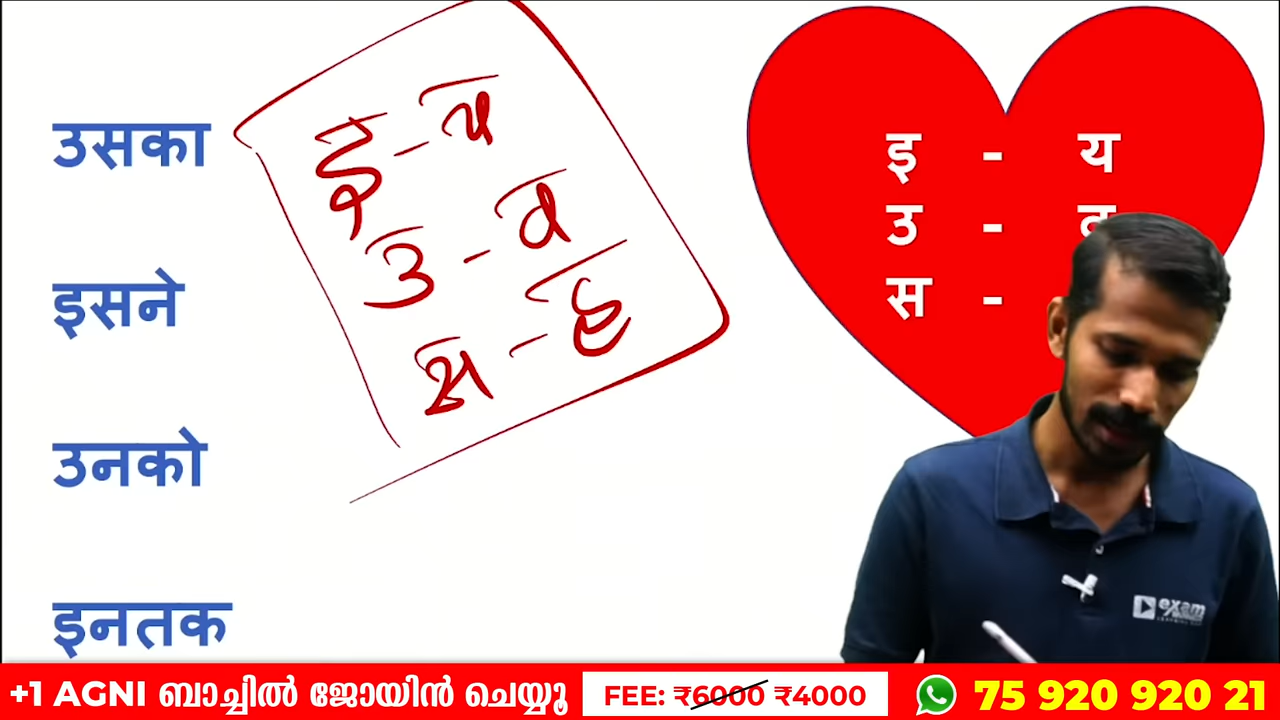 उसका
इसने
उनको
इनतक
इ - य
उ - व
स - ह
इ - य
उ -
स -
exam
+1 AGNI ബാച്ചിൽ ജോയിൻ ചെയ്യൂ
FEE: ₹6000 ₹4000
75 920 920 21